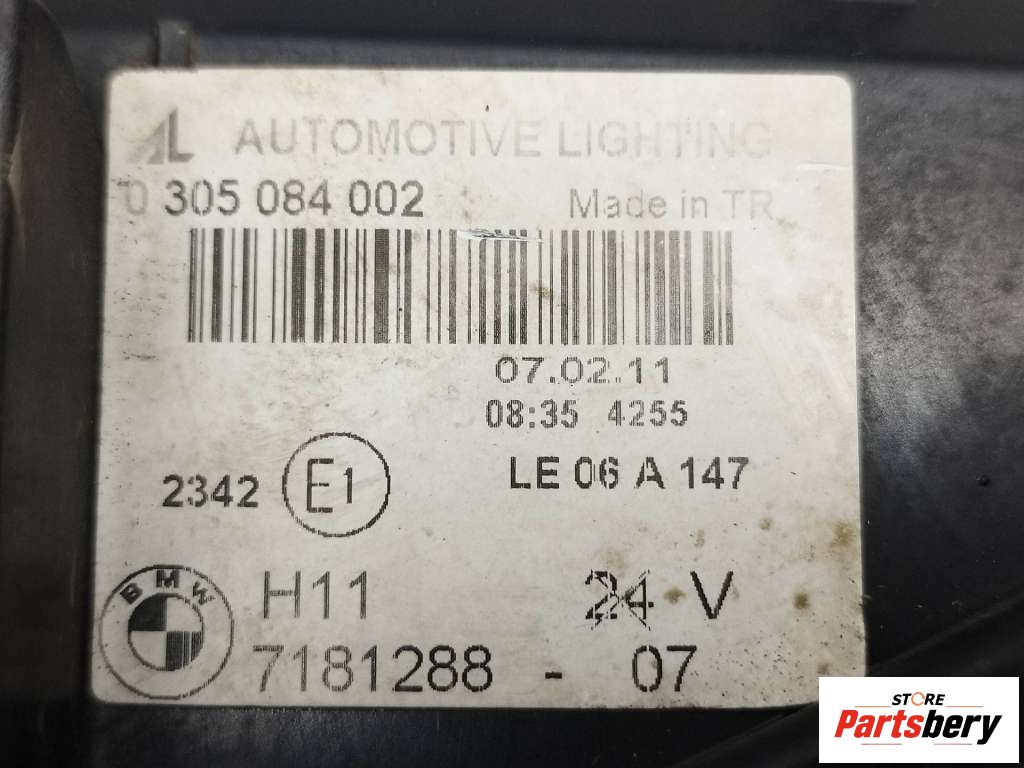 AL AUTOMOTIVE LIGHTING
0 305 084 002 Made in TR
07.02.11
08:35 4255
2342 E1 LE 06 A 147
BMW H11 24 V
7181288 - 07
STORE
Partsbery